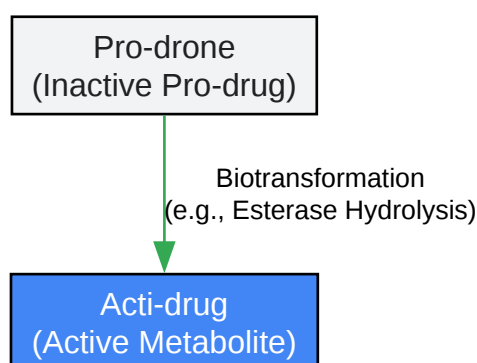 Pro-drone
(Inactive Pro-drug)
Biotransformation
(e.g., Esterase Hydrolysis)
Acti-drug
(Active Metabolite)